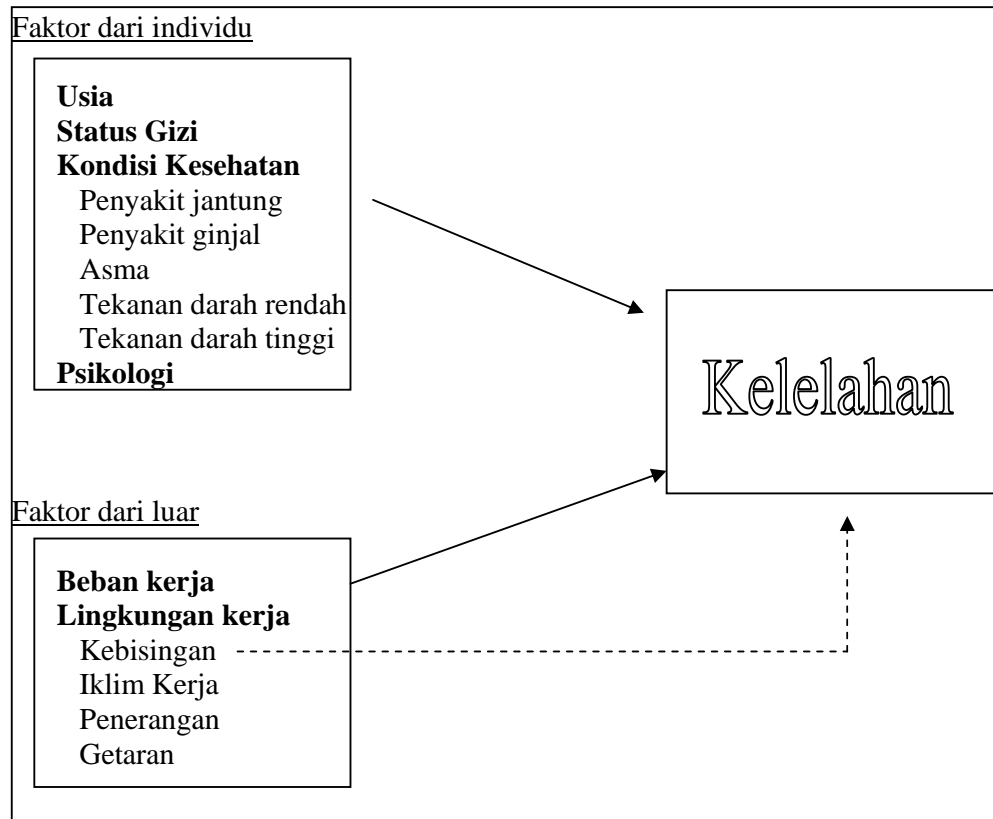 Faktor dari individu
Usia
Status Gizi
Kondisi Kesehatan
Penyakit jantung
Penyakit ginjal
Asma
Tekanan darah rendah
Tekanan darah tinggi
Psikologi
Kelelahan
Faktor dari luar
Beban kerja
Lingkungan kerja
Kebisingan
Iklim Kerja
Penerangan
Getaran